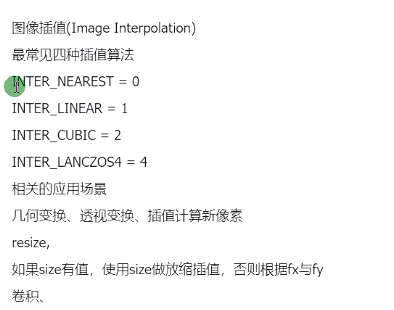 图像插值(Image Interpolation)
最常见四种插值算法
INTER_NEAREST = 0
INTER_LINEAR = 1
INTER_CUBIC = 2
INTER_LANCZOS4 = 4
相关的应用场景
几何变换、透视变换、插值计算新像素
resize,
如果size有值，使用size做放缩插值，否则根据fx与fy
卷积、